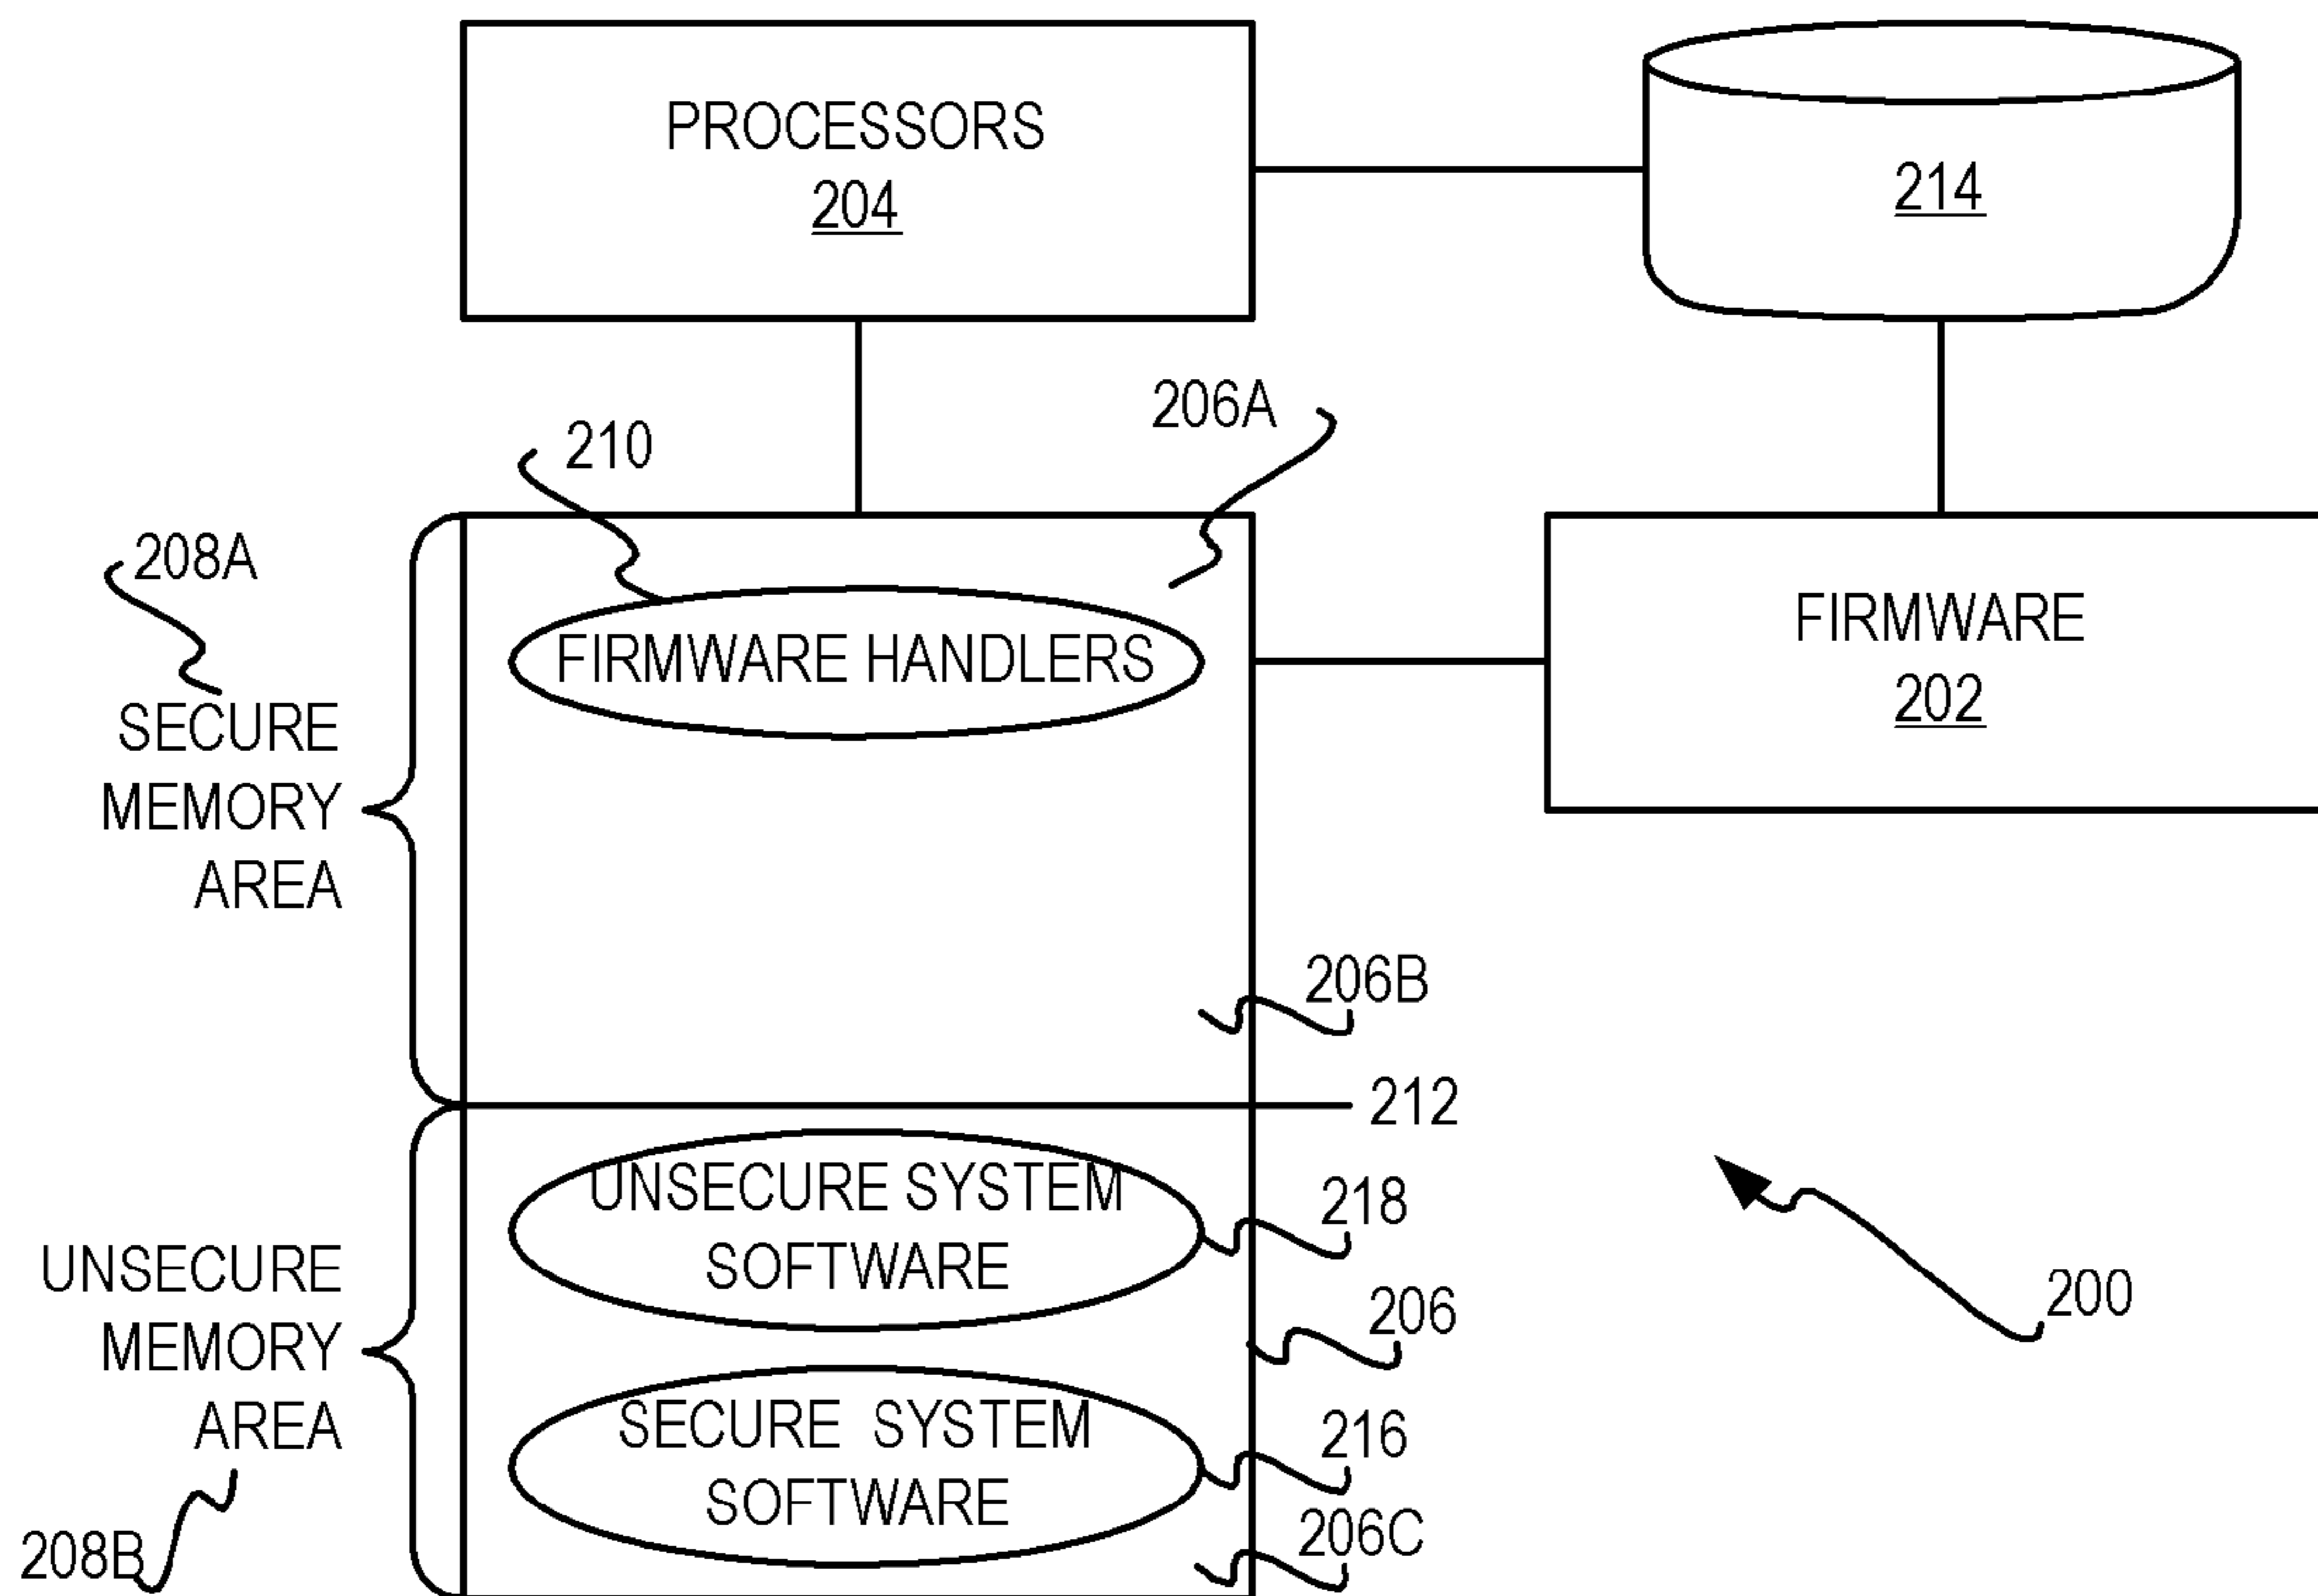 PROCESSORS
204
214
206A
210
208A
FIRMWARE HANDLERS
FIRMWARE
202
SECURE
MEMORY
AREA
206B
212
UNSECURE SYSTEM
SOFTWARE
218
UNSECURE
MEMORY
AREA
206
200
SECURE SYSTEM
SOFTWARE
216
206C
208B